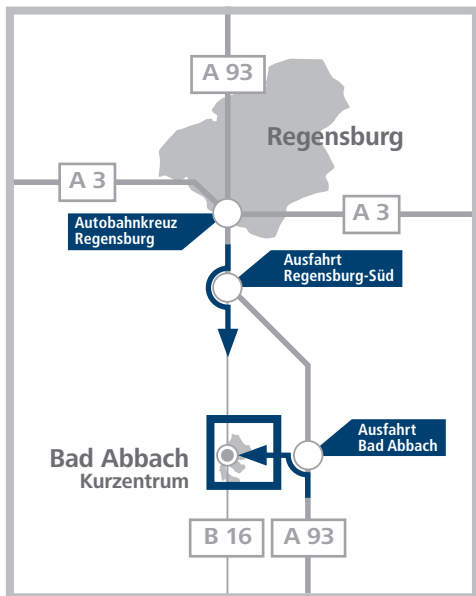 A 93
Regensburg
A 3
A 3
Autobahnkreuz
Regensburg
Ausfahrt
Regensburg-Süd
Ausfahrt
Bad Abbach
Bad Abbach
Kurzentrum
B 16
A 93